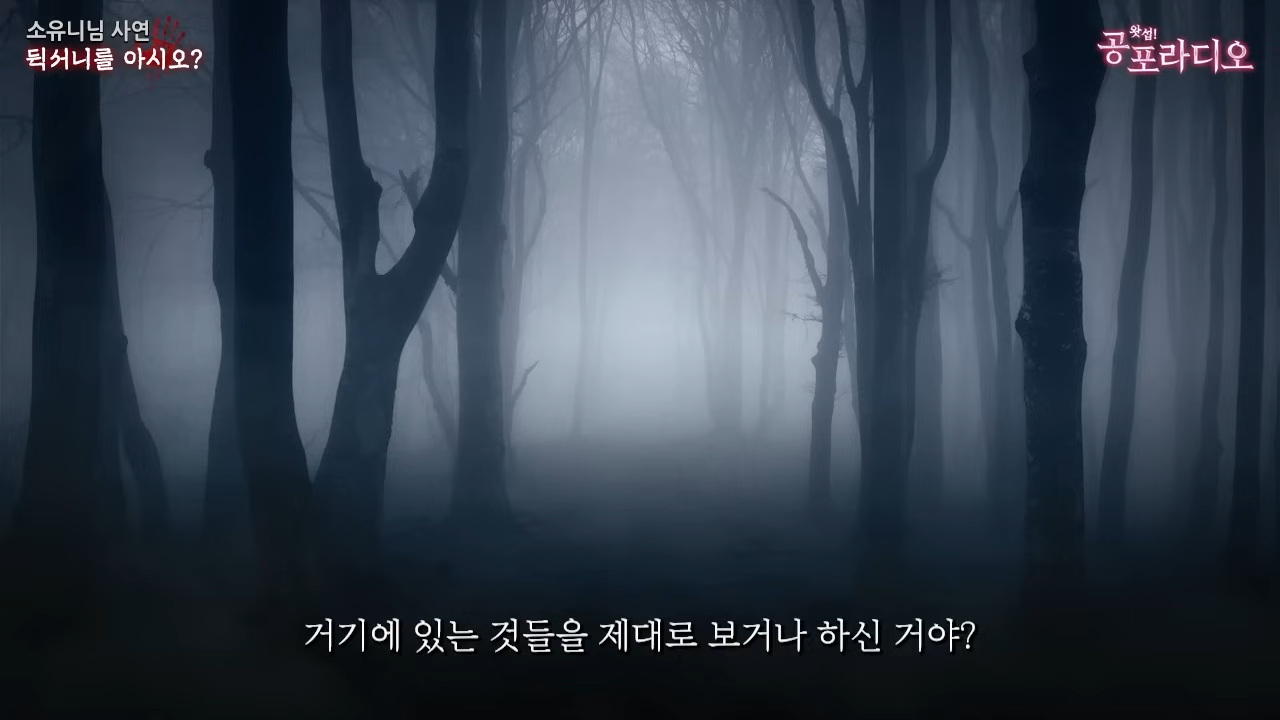 소유니님 사연
듹서니를 아시오?
왓섭!
공포라디오
거기에 있는 것들을 제대로 보거나 하신 거야?